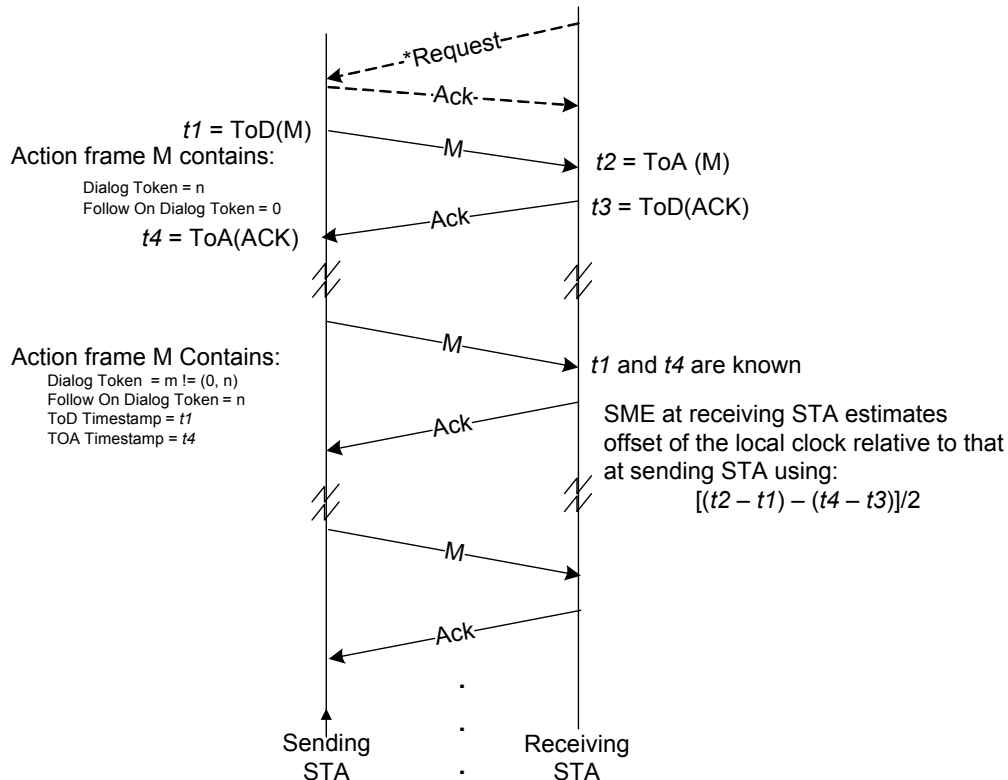 *Request
Ack
t1 = ToD(M)
M
Action frame M contains:
t2 = ToA (M)
Dialog Token = n
Follow On Dialog Token = 0
t3 = ToD(ACK)
Ack
t4 = ToA(ACK)
M
Action frame M Contains:
t1 and t4 are known
Dialog Token = m != (0, n)
Follow On Dialog Token = n
ToD Timestamp = t1
TOA Timestamp = t4
Ack
SME at receiving STA estimates
offset of the local clock relative to that
at sending STA using:
[(t2 – t1) – (t4 – t3)]/2
M
Ack
.
.
.
Sending
STA
Receiving
STA